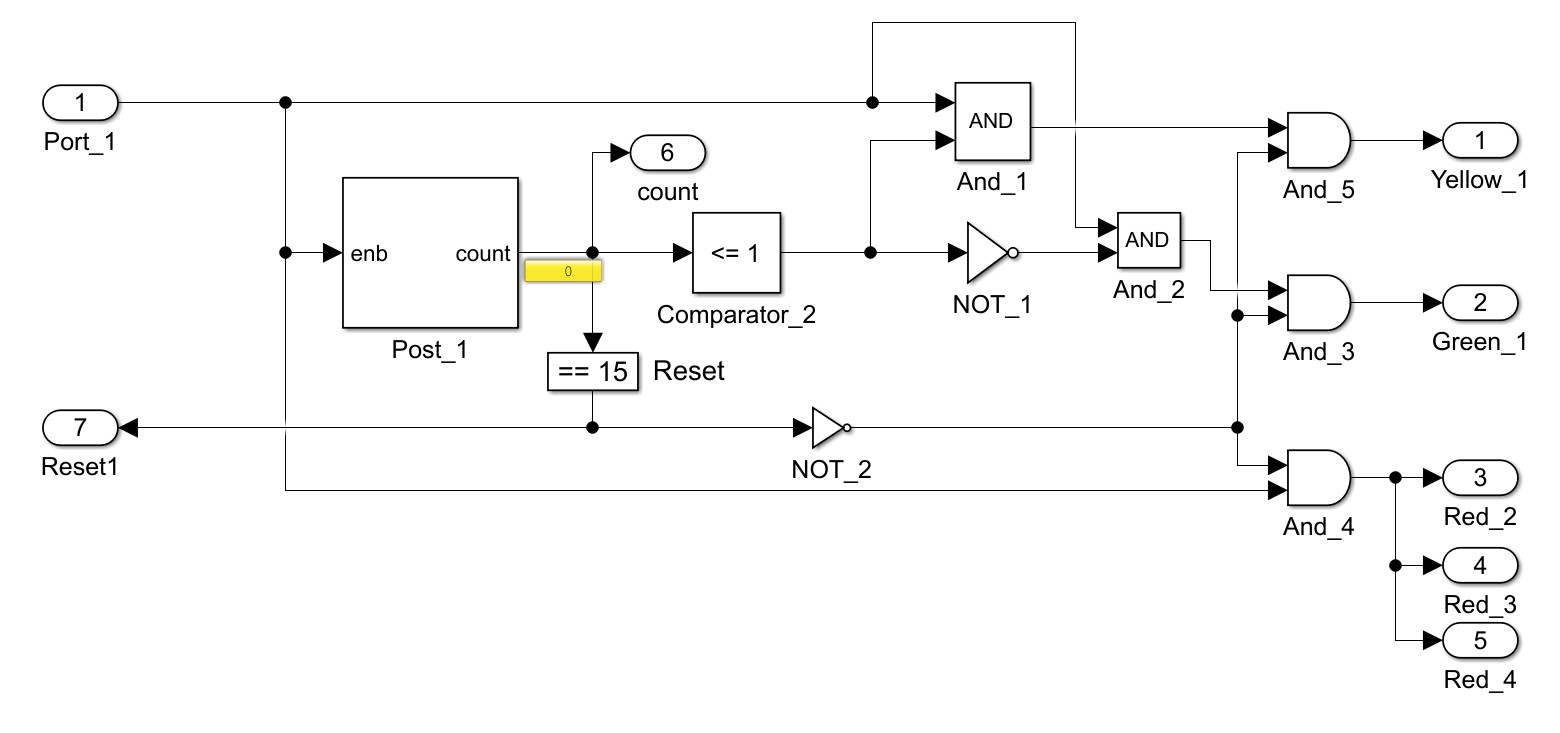 1
Port_1
AND
And_1
And_5
1
Yellow_1
6
count
enb
count
Post_1
0
<= 1
Comparator_2
NOT_1
AND
And_2
And_3
2
Green_1
== 15
Reset
7
Reset1
NOT_2
And_4
3
Red_2
4
Red_3
5
Red_4